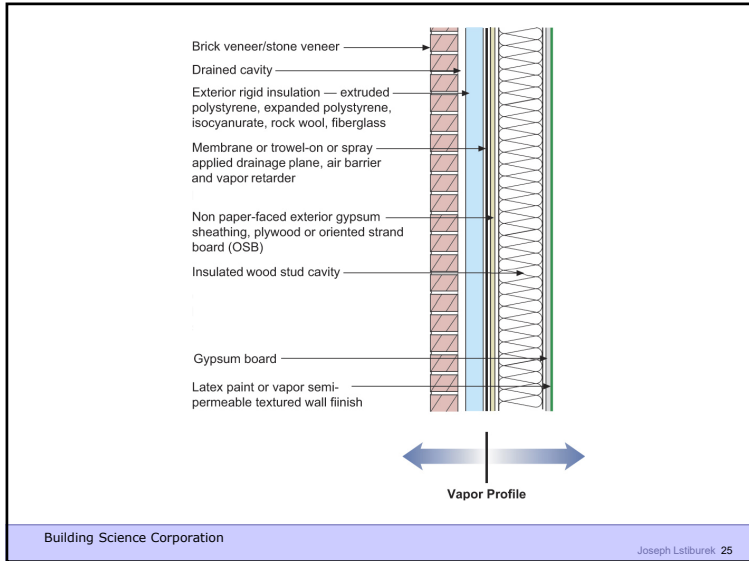 Brick veneer/stone veneer
Drained cavity
Exterior rigid insulation — extruded
polystyrene, expanded polystyrene,
isocyanurate, rock wool, fiberglass
Membrane or trowel-on or spray
applied drainage plane, air barrier
and vapor retarder
Non paper-faced exterior gypsum
sheathing, plywood or oriented strand
board (OSB)
Insulated wood stud cavity
Gypsum board
Latex paint or vapor semi-
permeable textured wall fiinish
Vapor Profile
Building Science Corporation
Joseph Lstiburek 25